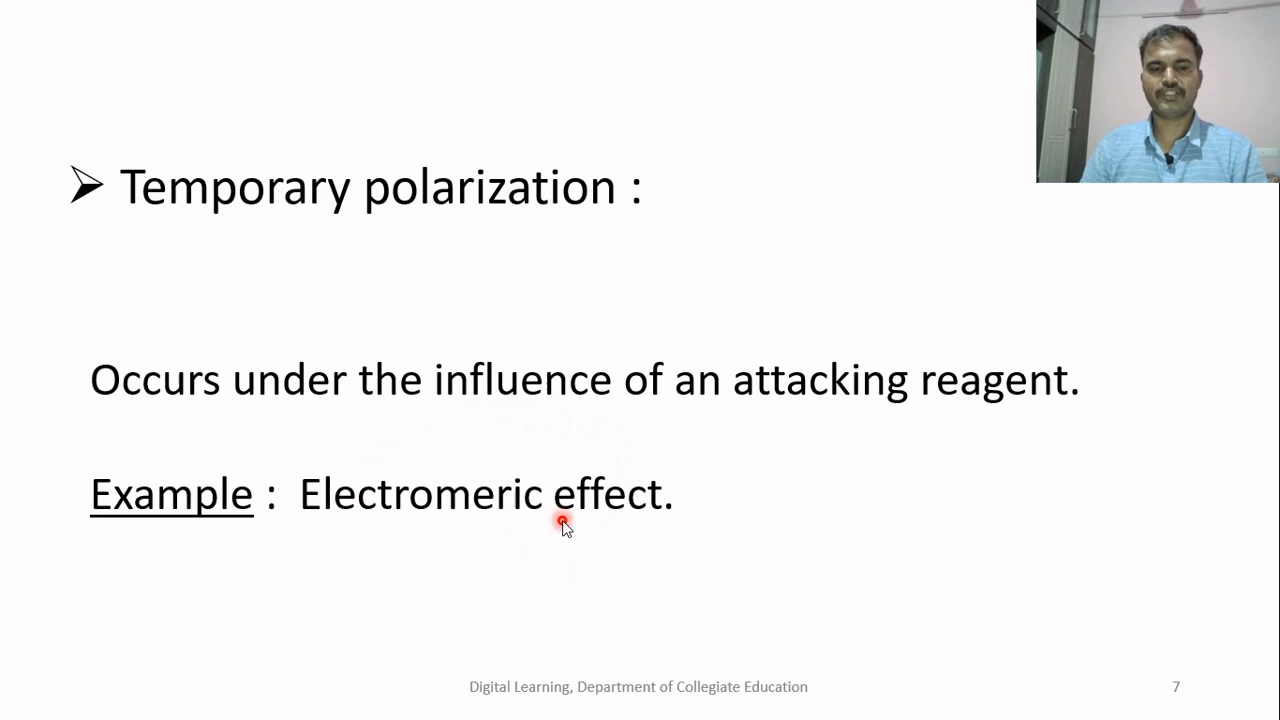 ➢ Temporary polarization :
Occurs under the influence of an attacking reagent.
Example : Electromeric effect.
Digital Learning, Department of Collegiate Education 7